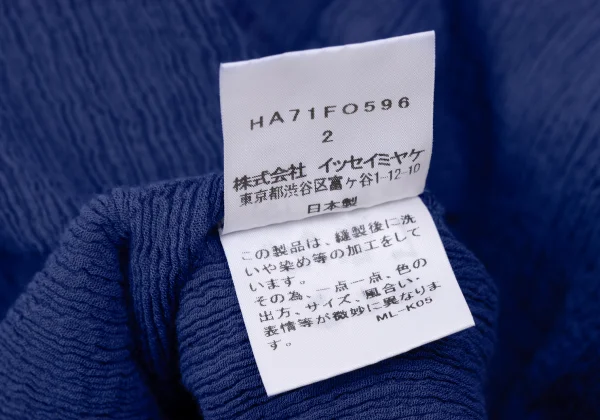 HA71FO596
2
株式会社 イッセイミヤケ
東京都渋谷区富ヶ谷1-12-10
日本製
この製品は、縫製後に洗
いや染め等の加工をして
います。
その為、一点一点、色の
出方、サイズ、風合い・
表情等が微妙に異なりま
す。 ML-K05